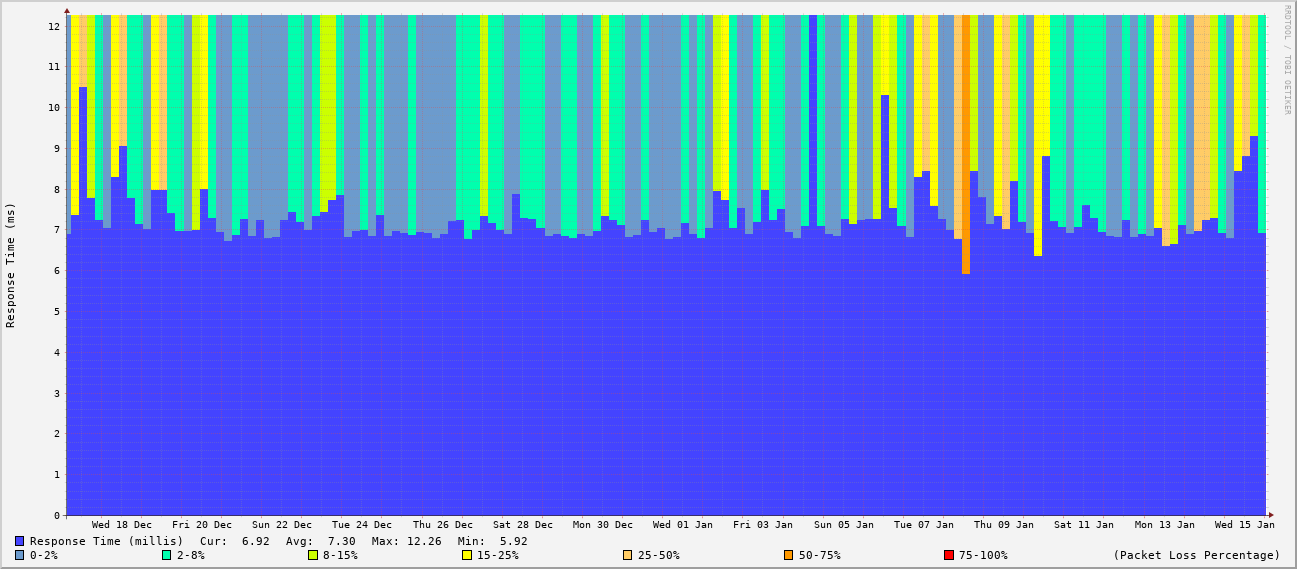 RRDTOOL / TOBI OETIKER
Response Time (ms)
12
11
10
9
8
7
6
5
4
3
2
1
0
Wed 18 Dec Fri 20 Dec Sun 22 Dec Tue 24 Dec Thu 26 Dec Sat 28 Dec Mon 30 Dec Wed 01 Jan Fri 03 Jan Sun 05 Jan Tue 07 Jan Thu 09 Jan Sat 11 Jan Mon 13 Jan Wed 15 Jan
Response Time (millis) Cur: 6.92 Avg: 7.30 Max: 12.26 Min: 5.92
0-2% 2-8% 8-15% 15-25% 25-50% 50-75% 75-100% (Packet Loss Percentage)